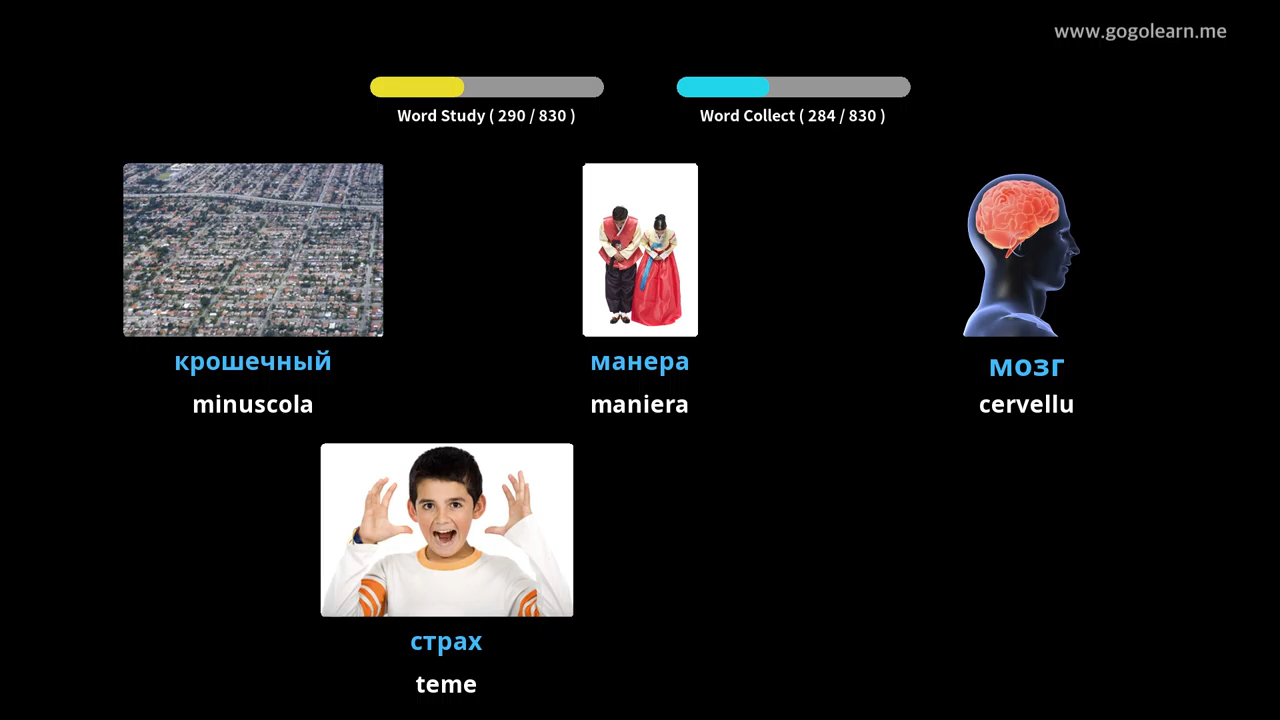 www.gogolearn.me
Word Study ( 290 / 830 )
Word Collect ( 284 / 830 )
крошечный
minuscola
манера
maniera
мозг
cervellu
страх
teme